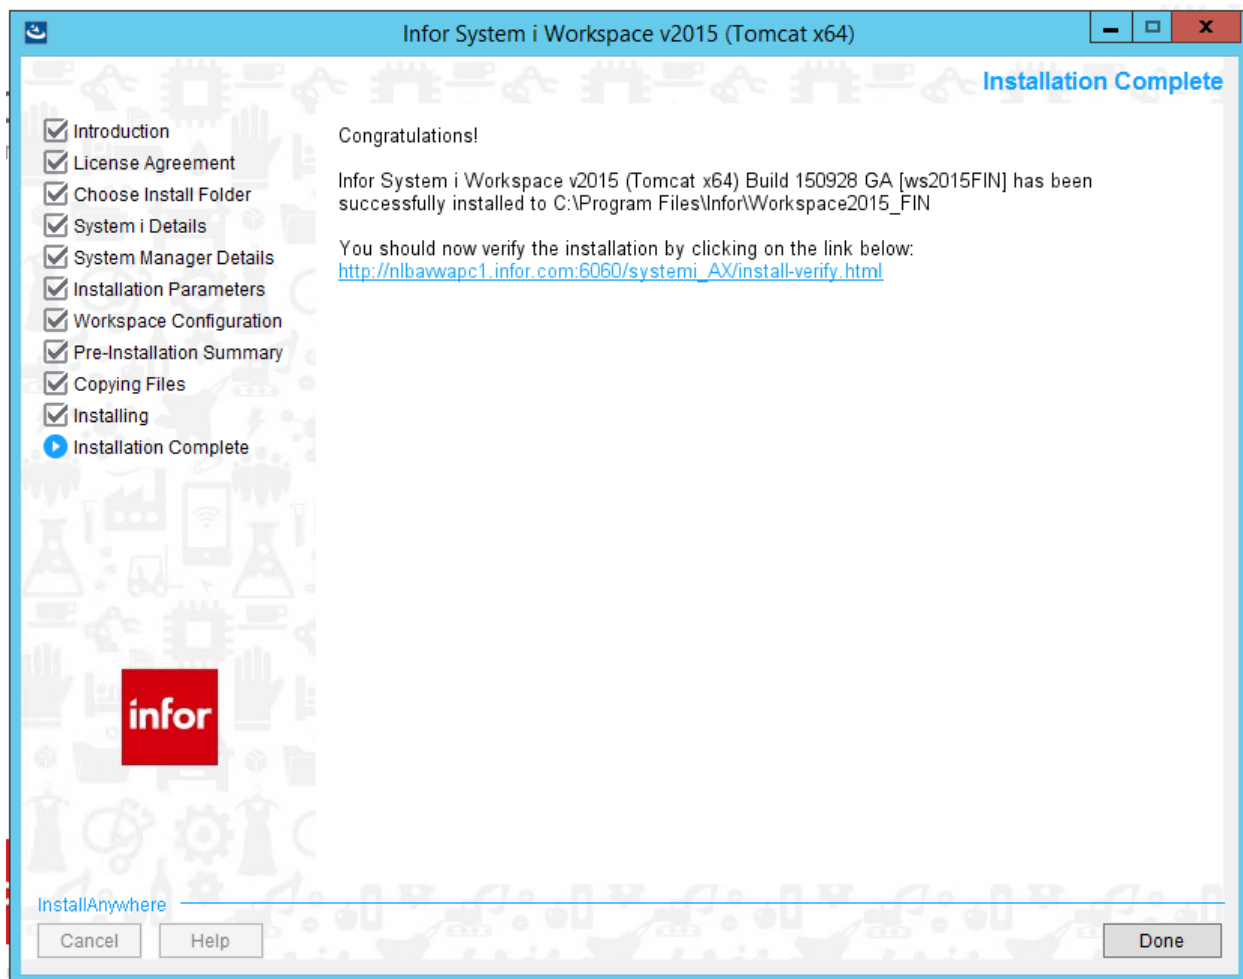 Infor System i Workspace v2015 (Tomcat x64)
Installation Complete
Introduction
License Agreement
Choose Install Folder
System i Details
System Manager Details
Installation Parameters
Workspace Configuration
Pre-Installation Summary
Copying Files
Installing
Installation Complete
Congratulations!
Infor System i Workspace v2015 (Tomcat x64) Build 150928 GA [ws2015FIN] has been
successfully installed to C:\Program Files\Infor\Workspace2015_FIN
You should now verify the installation by clicking on the link below:
http://nlbavwapc1.infor.com:6060/systemi_AX/install-verify.html
infor
InstallAnywhere
Cancel
Help
Done